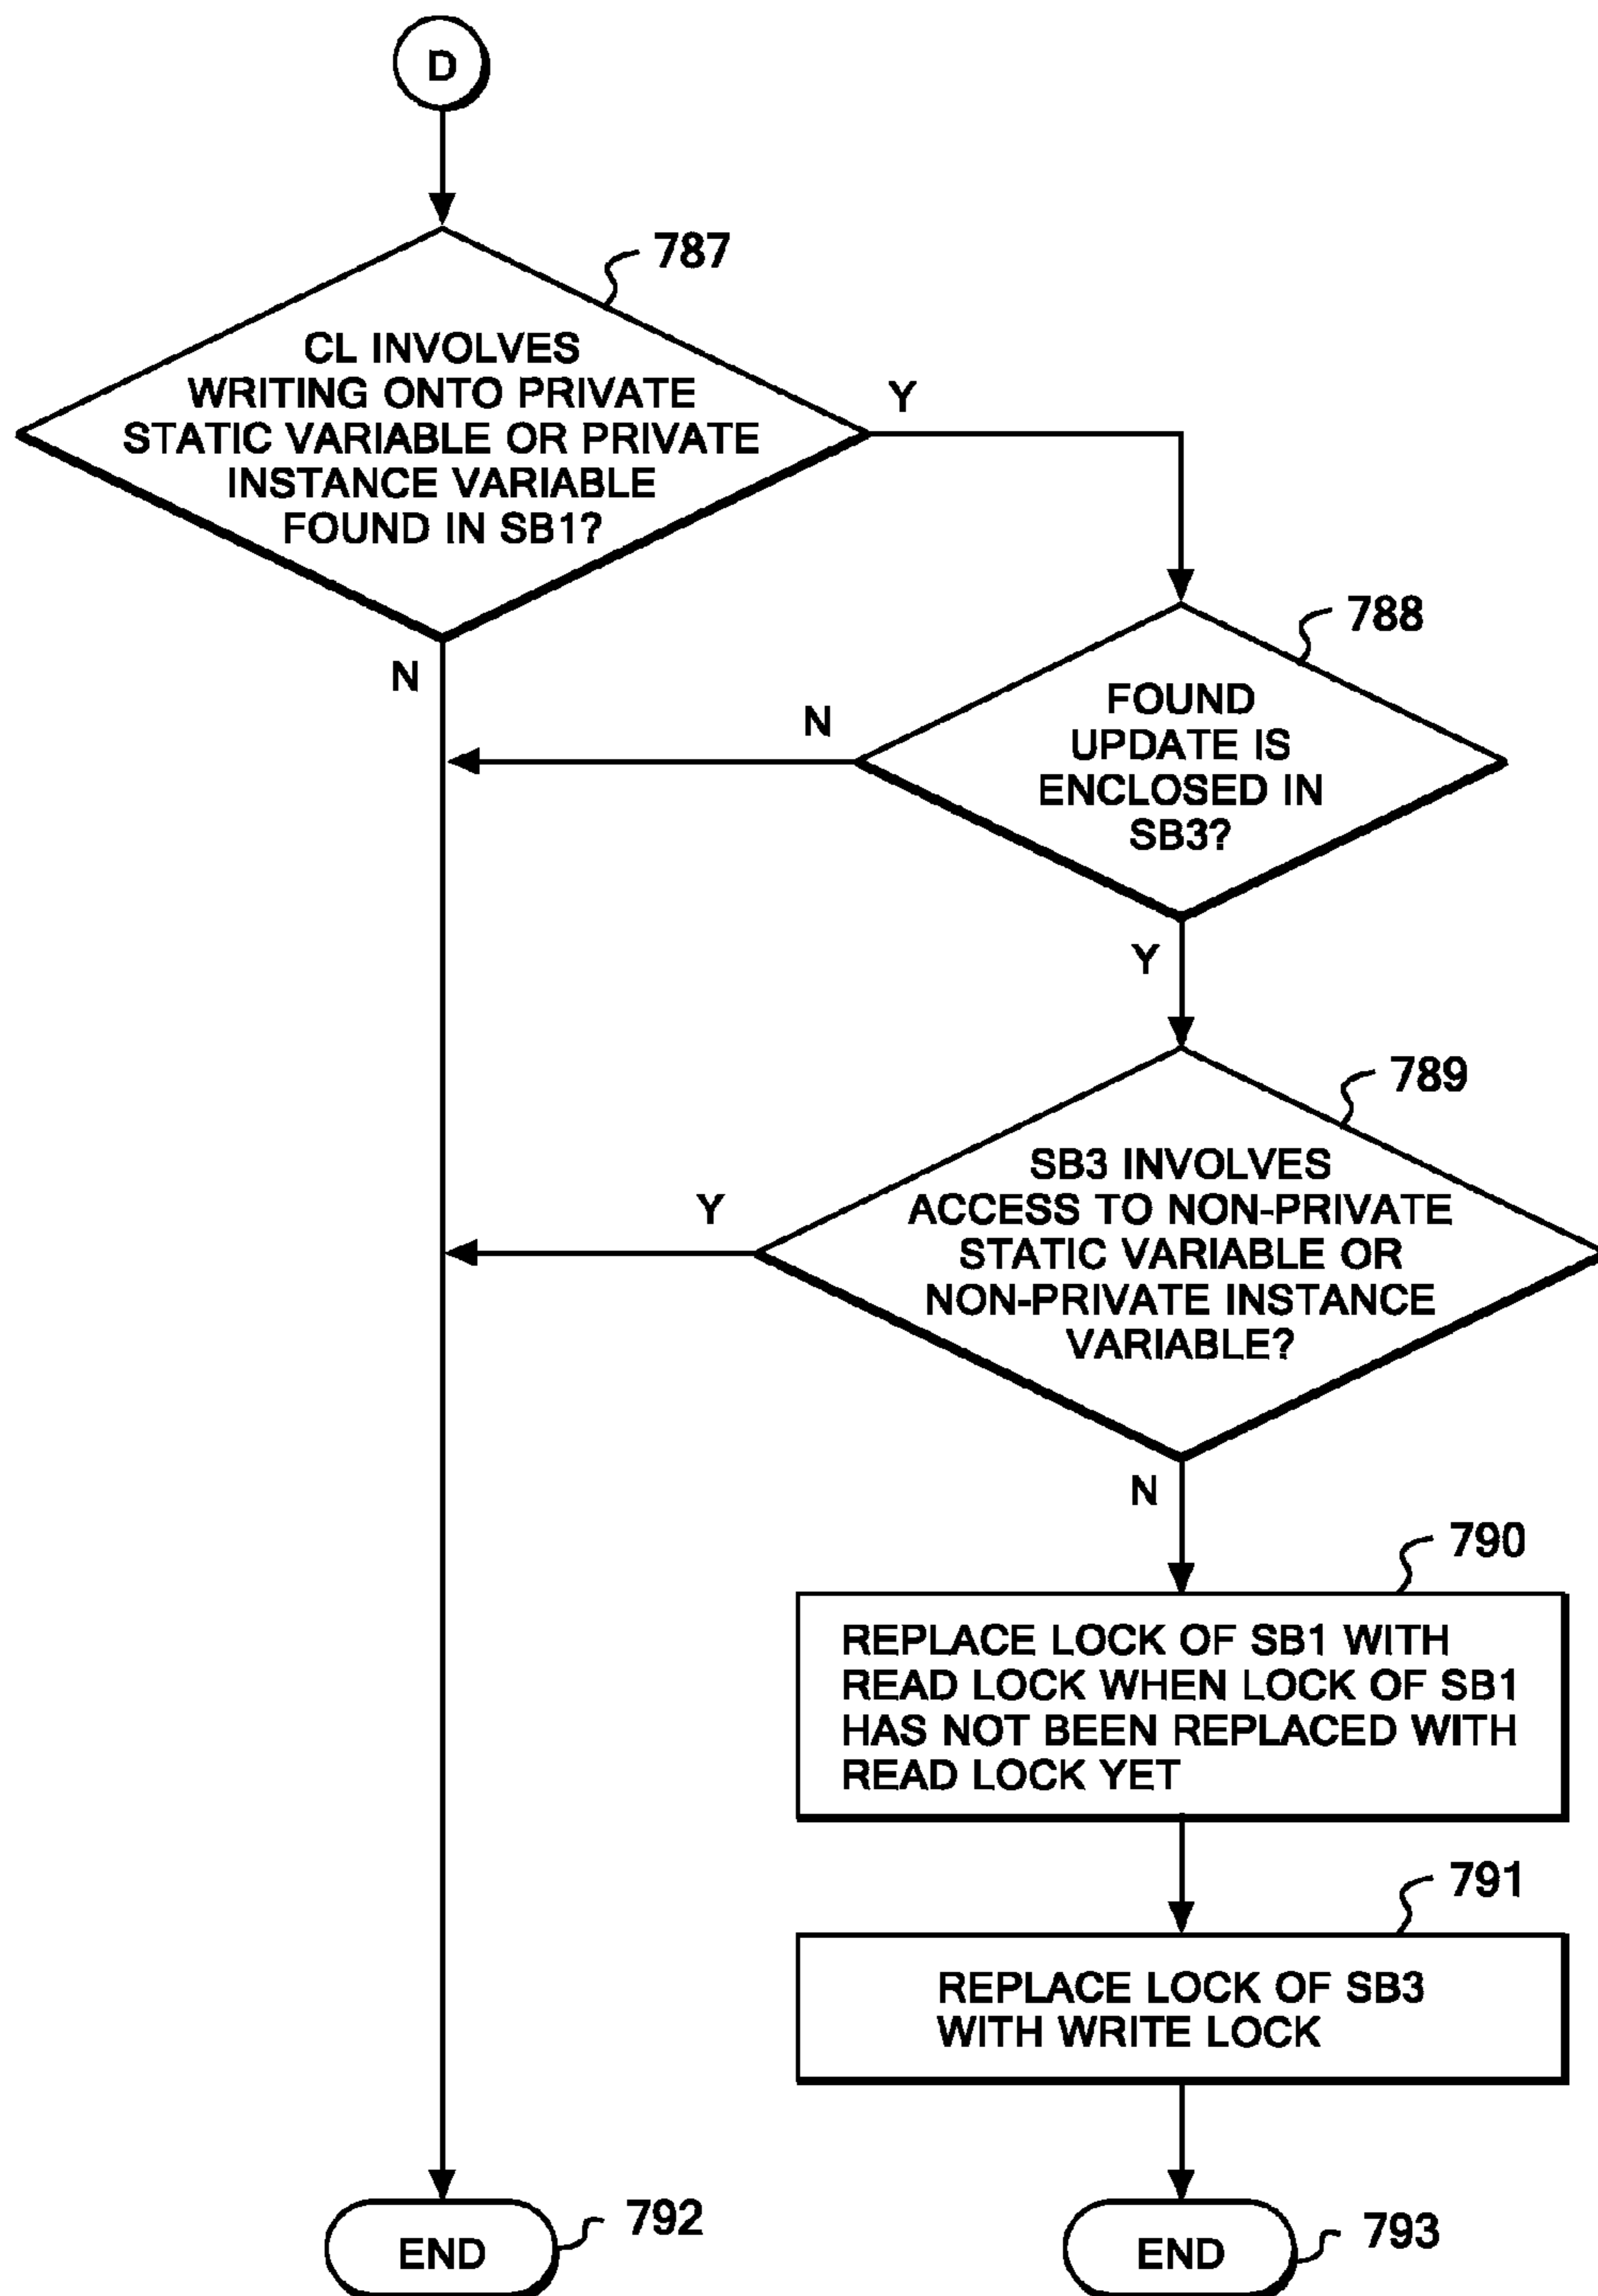 D
787
CL INVOLVES
WRITING ONTO PRIVATE
STATIC VARIABLE OR PRIVATE
INSTANCE VARIABLE
FOUND IN SB1?
Y
N
788
FOUND
UPDATE IS
ENCLOSED IN
SB3?
N
Y
789
SB3 INVOLVES
ACCESS TO NON-PRIVATE
STATIC VARIABLE OR
NON-PRIVATE INSTANCE
VARIABLE?
Y
N
790
REPLACE LOCK OF SB1 WITH
READ LOCK WHEN LOCK OF SB1
HAS NOT BEEN REPLACED WITH
READ LOCK YET
791
REPLACE LOCK OF SB3
WITH WRITE LOCK
END
792
END
793